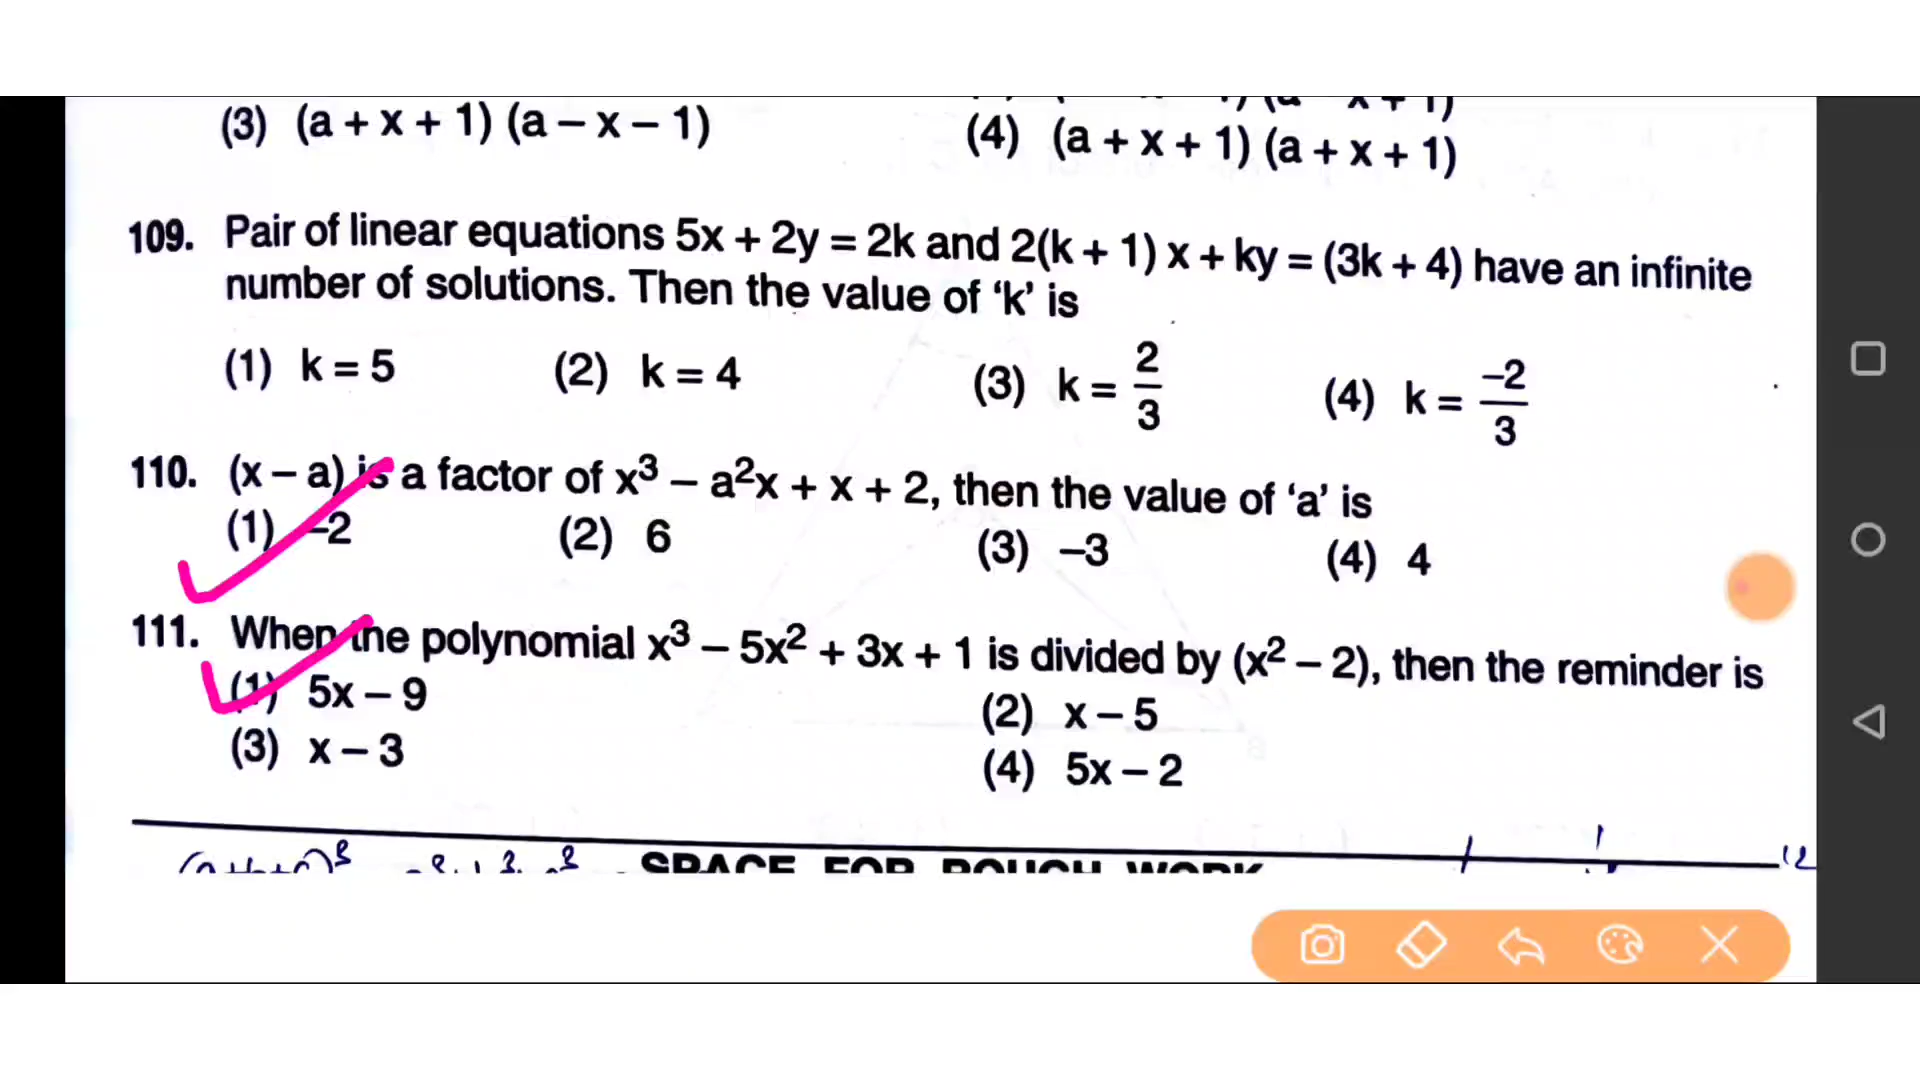 (3) (a + x + 1) (a – x – 1)
(4) (a + x + 1) (a + x + 1)
109. Pair of linear equations 5x + 2y = 2k and 2(k + 1) x + ky = (3k + 4) have an infinite
number of solutions. Then the value of ‘k’ is
(1) k = 5 (2) k = 4 (3) k = 2/3 (4) k = –2/3
110. (x – a) is a factor of x³ – a²x + x + 2, then the value of ‘a’ is
(1) –2 (2) 6 (3) –3 (4) 4
111. When the polynomial x³ – 5x² + 3x + 1 is divided by (x² – 2), then the reminder is
(1) 5x – 9 (2) x – 5
(3) x – 3 (4) 5x – 2
SPACE FOR ROUGH WORK
12